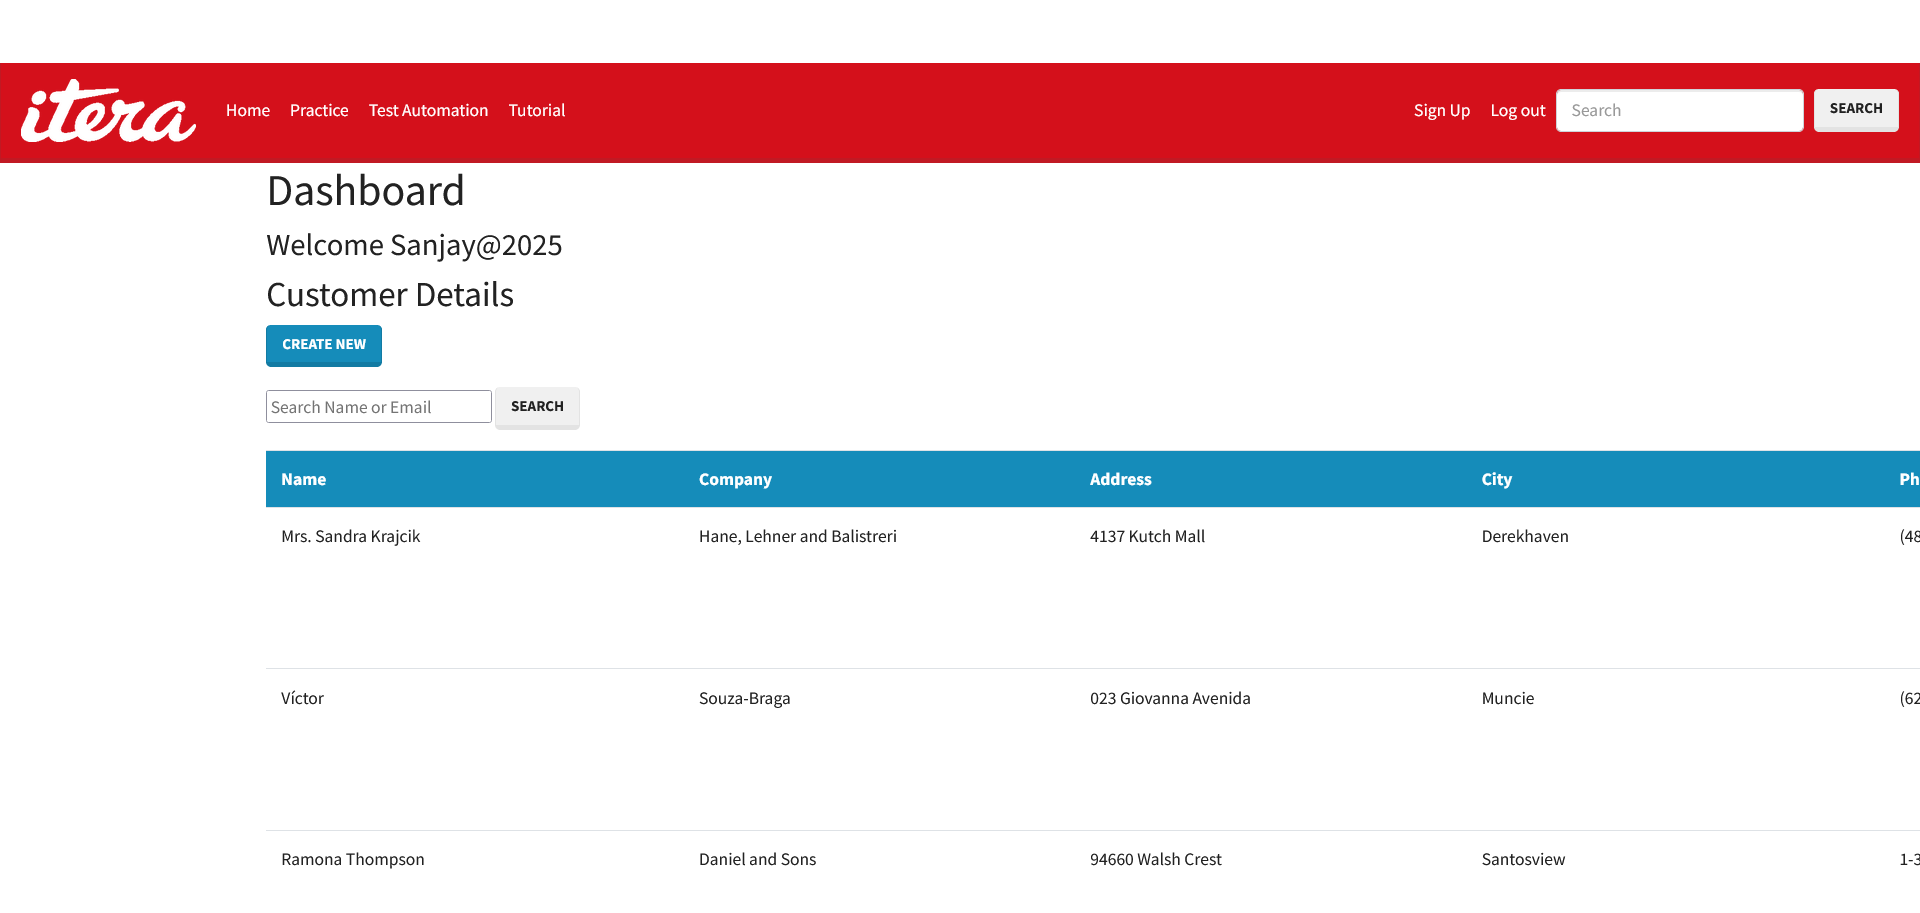 itera Home Practice Test Automation Tutorial Sign Up Log out Search SEARCH
Dashboard
Welcome Sanjay@2025
Customer Details
CREATE NEW
Search Name or Email SEARCH
Name Company Address City Ph
Mrs. Sandra Krajcik Hane, Lehner and Balistreri 4137 Kutch Mall Derekhaven (48
Víctor Souza-Braga 023 Giovanna Avenida Muncie (62
Ramona Thompson Daniel and Sons 94660 Walsh Crest Santosview 1-3